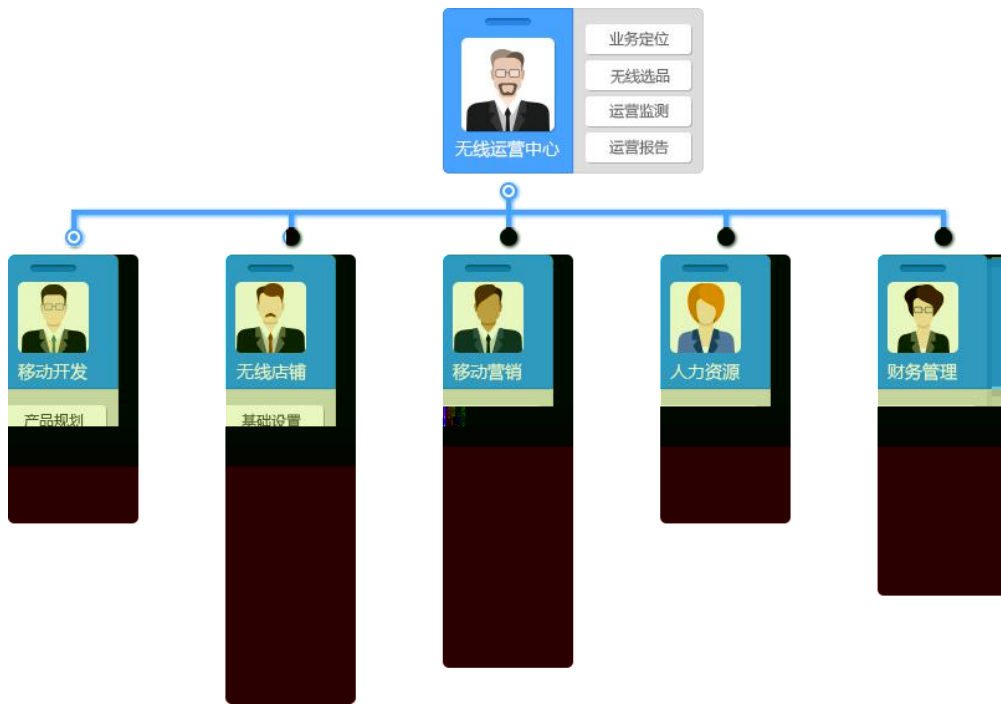 业务定位
无线选品
运营监测
运营报告
无线运营中心
移动开发
无线店铺
移动营销
人力资源
财务管理
产品规划
基础设置